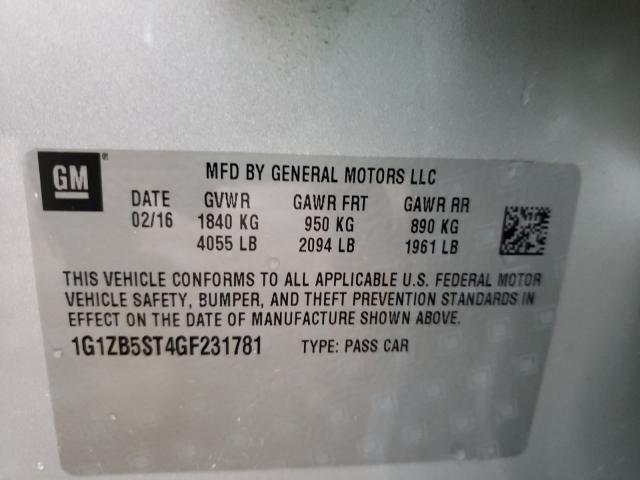 GM
MFD BY GENERAL MOTORS LLC
DATE GVWR GAWR FRT GAWR RR
02/16 1840 KG 950 KG 890 KG
4055 LB 2094 LB 1961 LB
THIS VEHICLE CONFORMS TO ALL APPLICABLE U.S. FEDERAL MOTOR
VEHICLE SAFETY, BUMPER, AND THEFT PREVENTION STANDARDS IN
EFFECT ON THE DATE OF MANUFACTURE SHOWN ABOVE.
1G1ZB5ST4GF231781 TYPE: PASS CAR